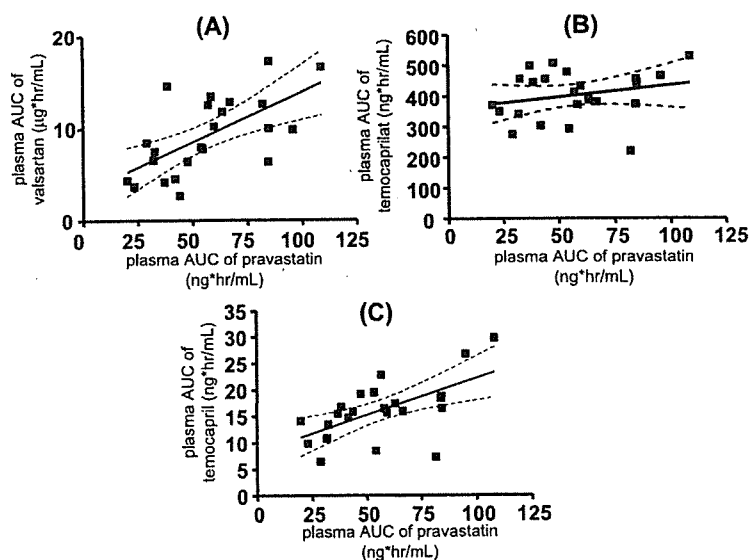 (A)
20
10
0
plasma AUC of
valsartan (µg*hr/mL)
0 25 50 75 100 125
plasma AUC of pravastatin
(ng*hr/mL)
(B)
600
500
400
300
200
100
0
plasma AUC of
temocaprilat (ng*hr/mL)
0 25 50 75 100 125
plasma AUC of pravastatin
(ng*hr/mL)
(C)
35
30
25
20
15
10
5
0
plasma AUC of
temocapril (ng*hr/mL)
0 25 50 75 100 125
plasma AUC of pravastatin
(ng*hr/mL)